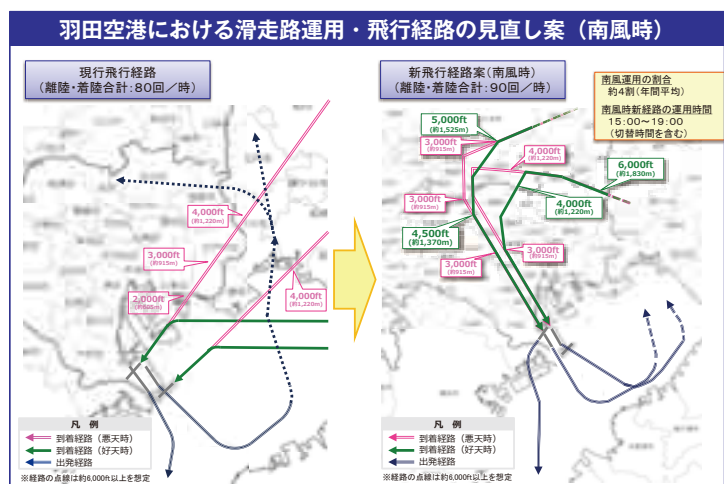 羽田空港における滑走路運用・飛行経路の見直し案（南風時）
現行飛行経路
（離陸・着陸合計：80回／時）
4,000ft
(約1,220m)
3,000ft
(約915m)
2,000ft
4,000ft
(約1,220m)
凡 例
到着経路（悪天時）
到着経路（好天時）
出発経路
※経路の点線は約6,000ft以上を想定
新飛行経路案（南風時）
（離陸・着陸合計：90回／時）
南風運用の割合
約4割（年間平均）
南風時新経路の運用時間
15:00～19:00
（切替時間を含む）
5,000ft
(約1,525m)
3,000ft
(約915m)
4,000ft
(約1,220m)
6,000ft
(約1,830m)
3,000ft
(約915m)
4,000ft
(約1,220m)
4,500ft
(約1,370m)
3,000ft
(約915m)
3,000ft
(約915m)
凡 例
到着経路（悪天時）
到着経路（好天時）
出発経路
※経路の点線は約6,000ft以上を想定